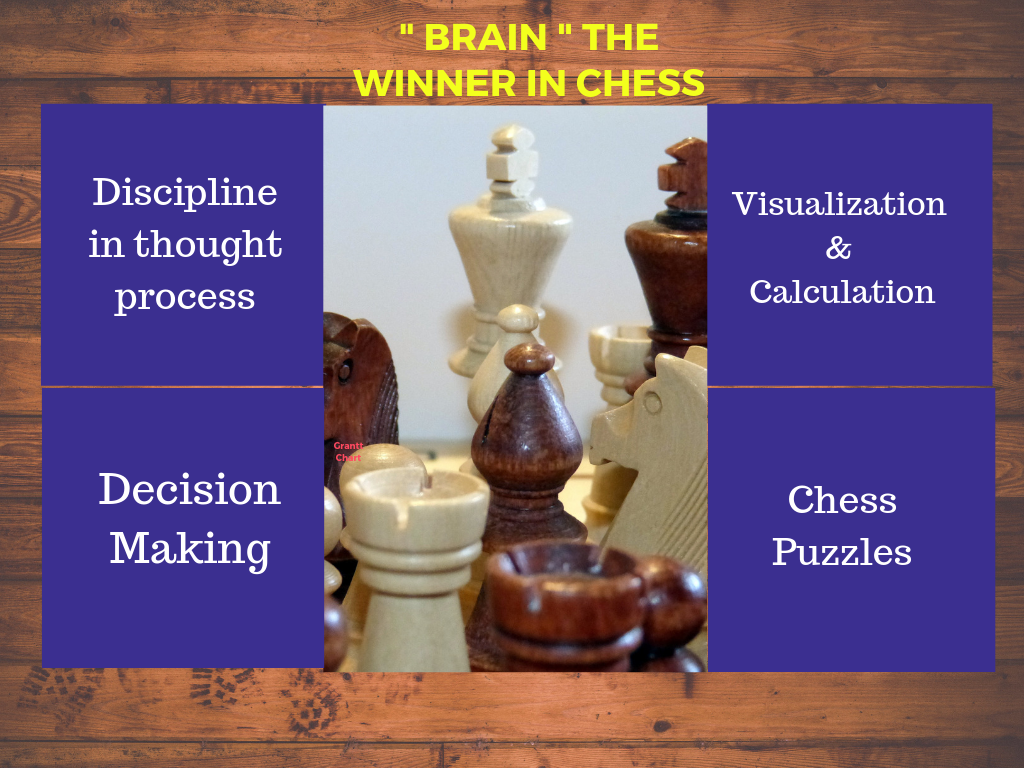 " BRAIN " THE
WINNER IN CHESS
Discipline
in thought
process
Visualization
&
Calculation
Grantt
Chart
Decision
Making
Chess
Puzzles